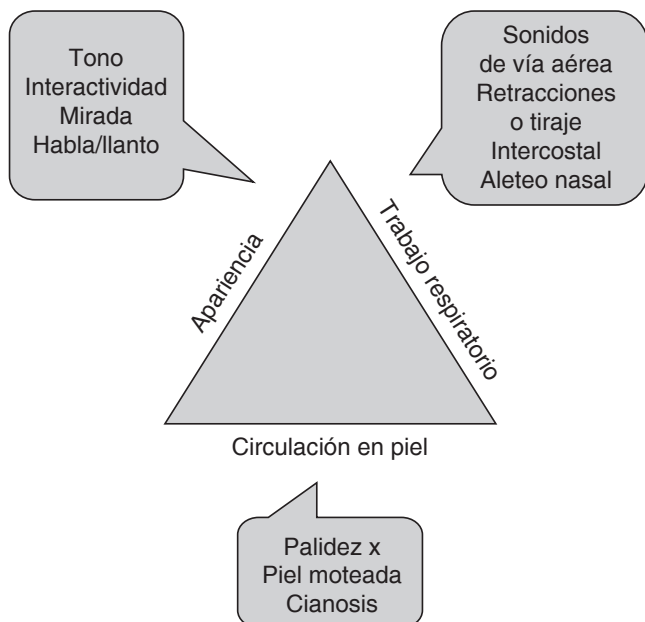 Tono
Interactividad
Mirada
Habla/llanto
Sonidos
de vía aérea
Retracciones
o tiraje
Intercostal
Aleteo nasal
Apariencia
Trabajo respiratorio
Circulación en piel
Palidez x
Piel moteada
Cianosis